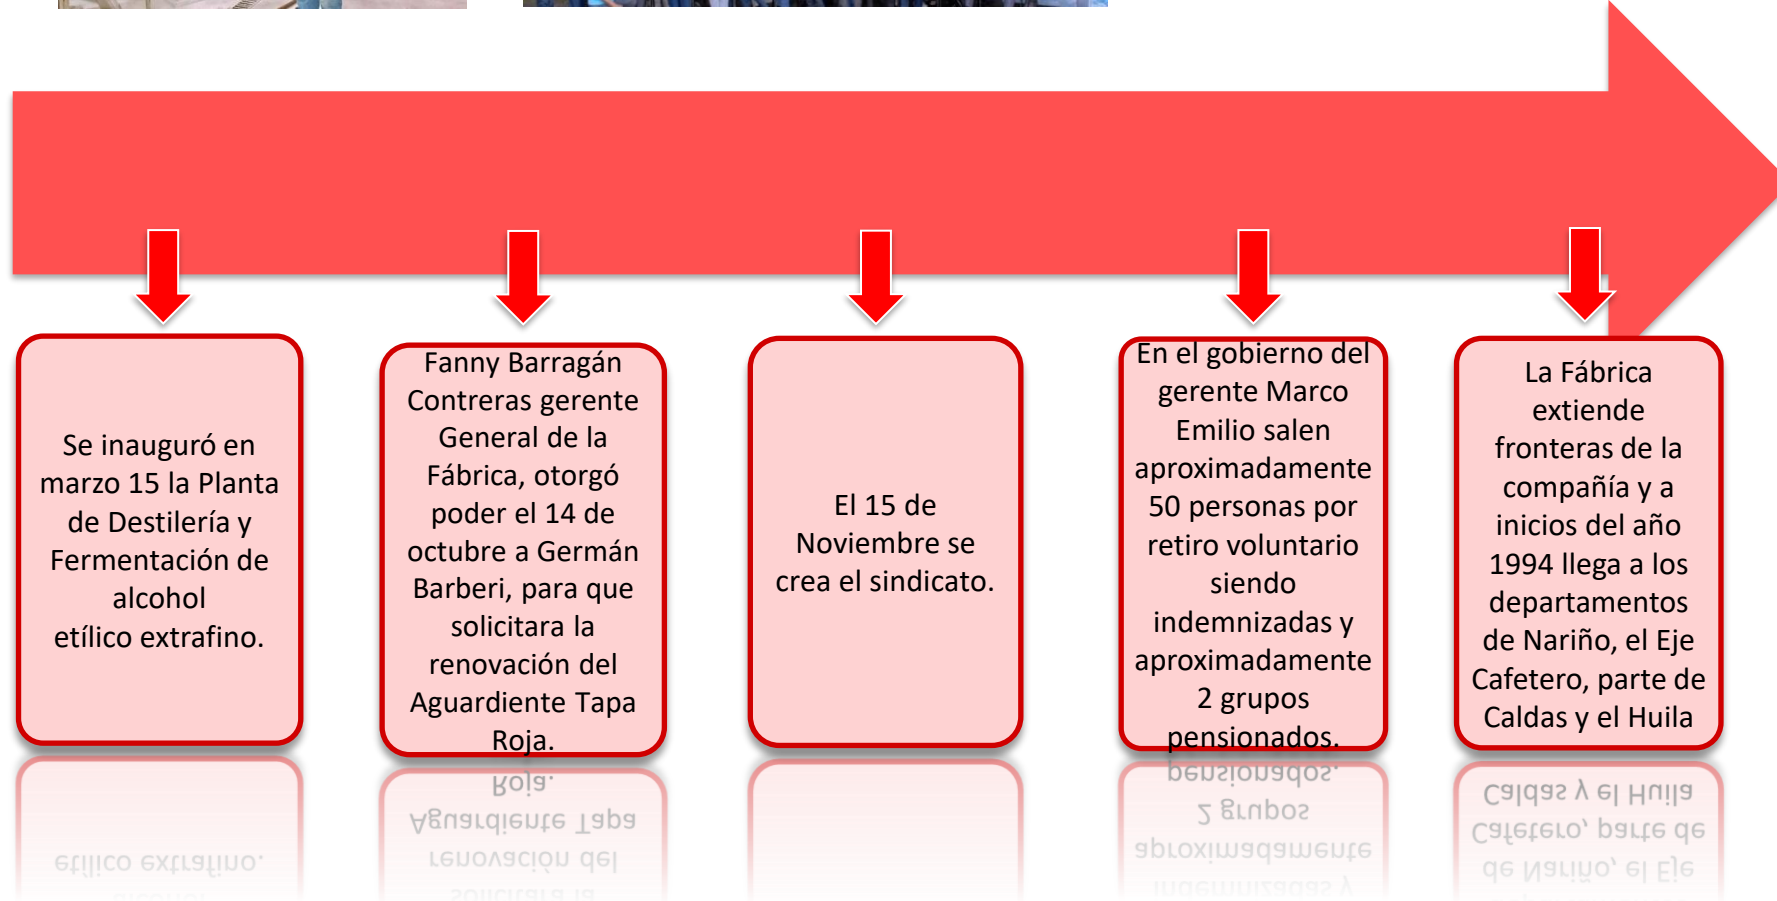 Se inauguró en
marzo 15 la Planta
de Destilería y
Fermentación de
alcohol
etílico extrafino.
Fanny Barragán
Contreras gerente
General de la
Fábrica, otorgó
poder el 14 de
octubre a Germán
Barberi, para que
solicitara la
renovación del
Aguardiente Tapa
Roja.
El 15 de
Noviembre se
crea el sindicato.
En el gobierno del
gerente Marco
Emilio salen
aproximadamente
50 personas por
retiro voluntario
siendo
indemnizadas y
aproximadamente
2 grupos
pensionados.
La Fábrica
extiende
fronteras de la
compañía y a
inicios del año
1994 llega a los
departamentos
de Nariño, el Eje
Cafetero, parte de
Caldas y el Huila